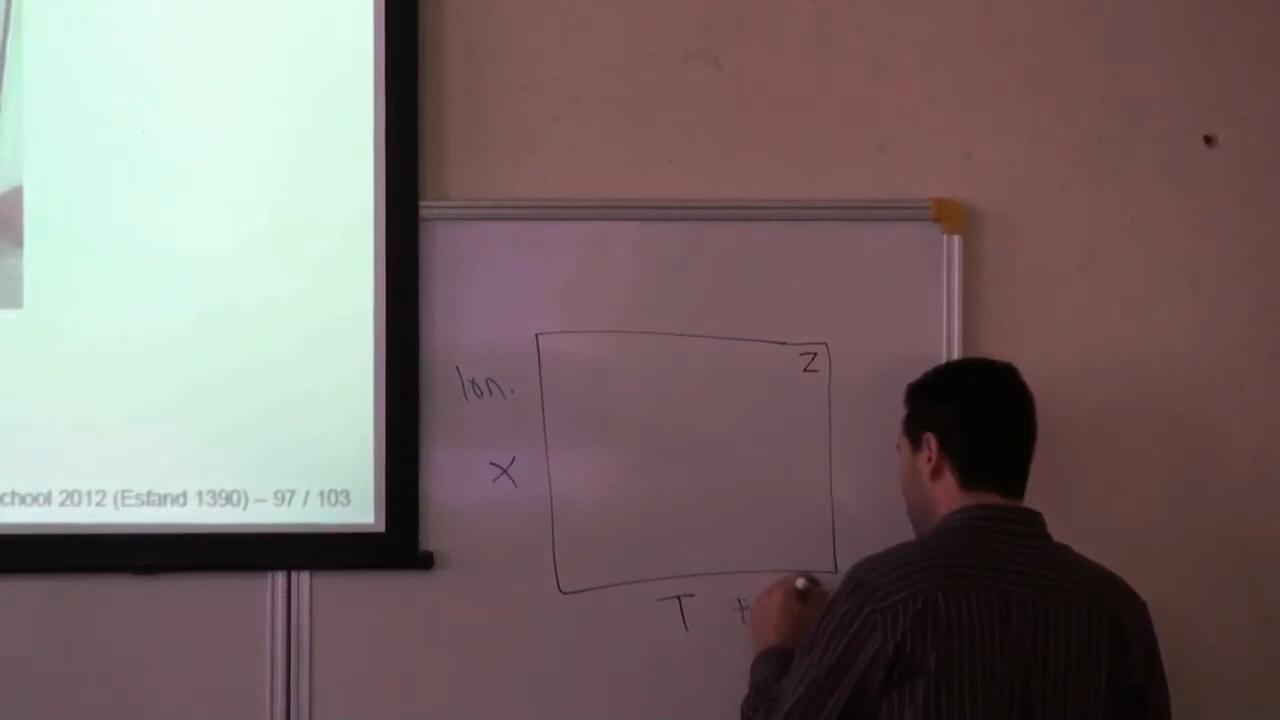 chool 2012 (Esfand 1390) – 97 / 103
Z
lon.
X
T